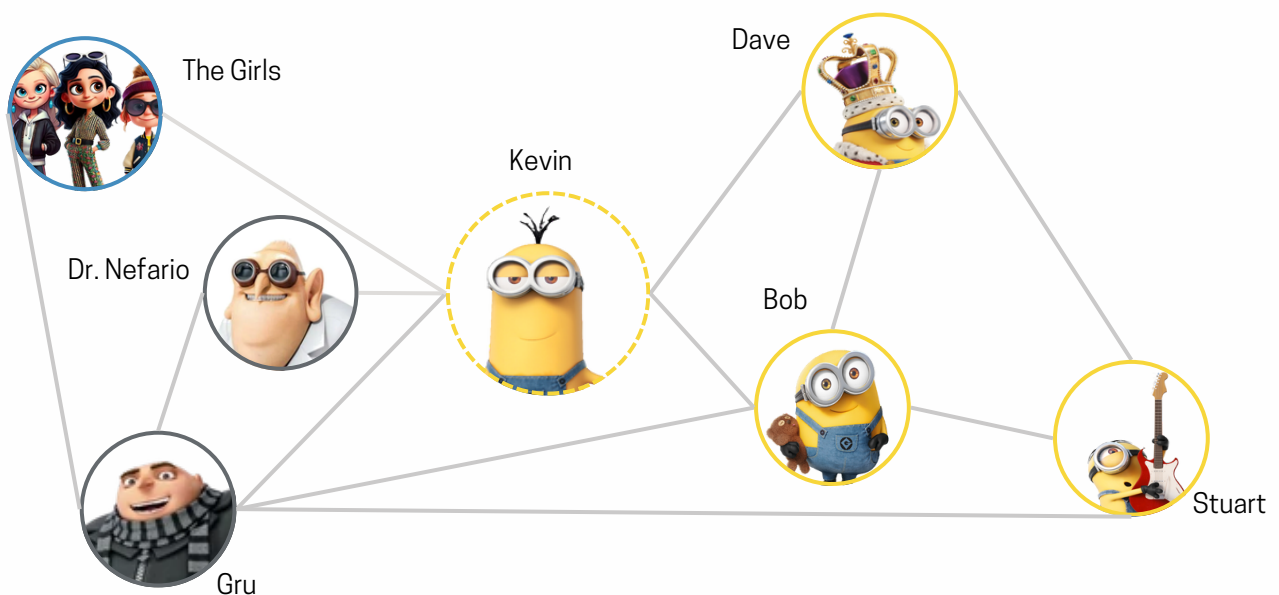 Dave
The Girls
Kevin
Dr. Nefario
Bob
Stuart
Gru